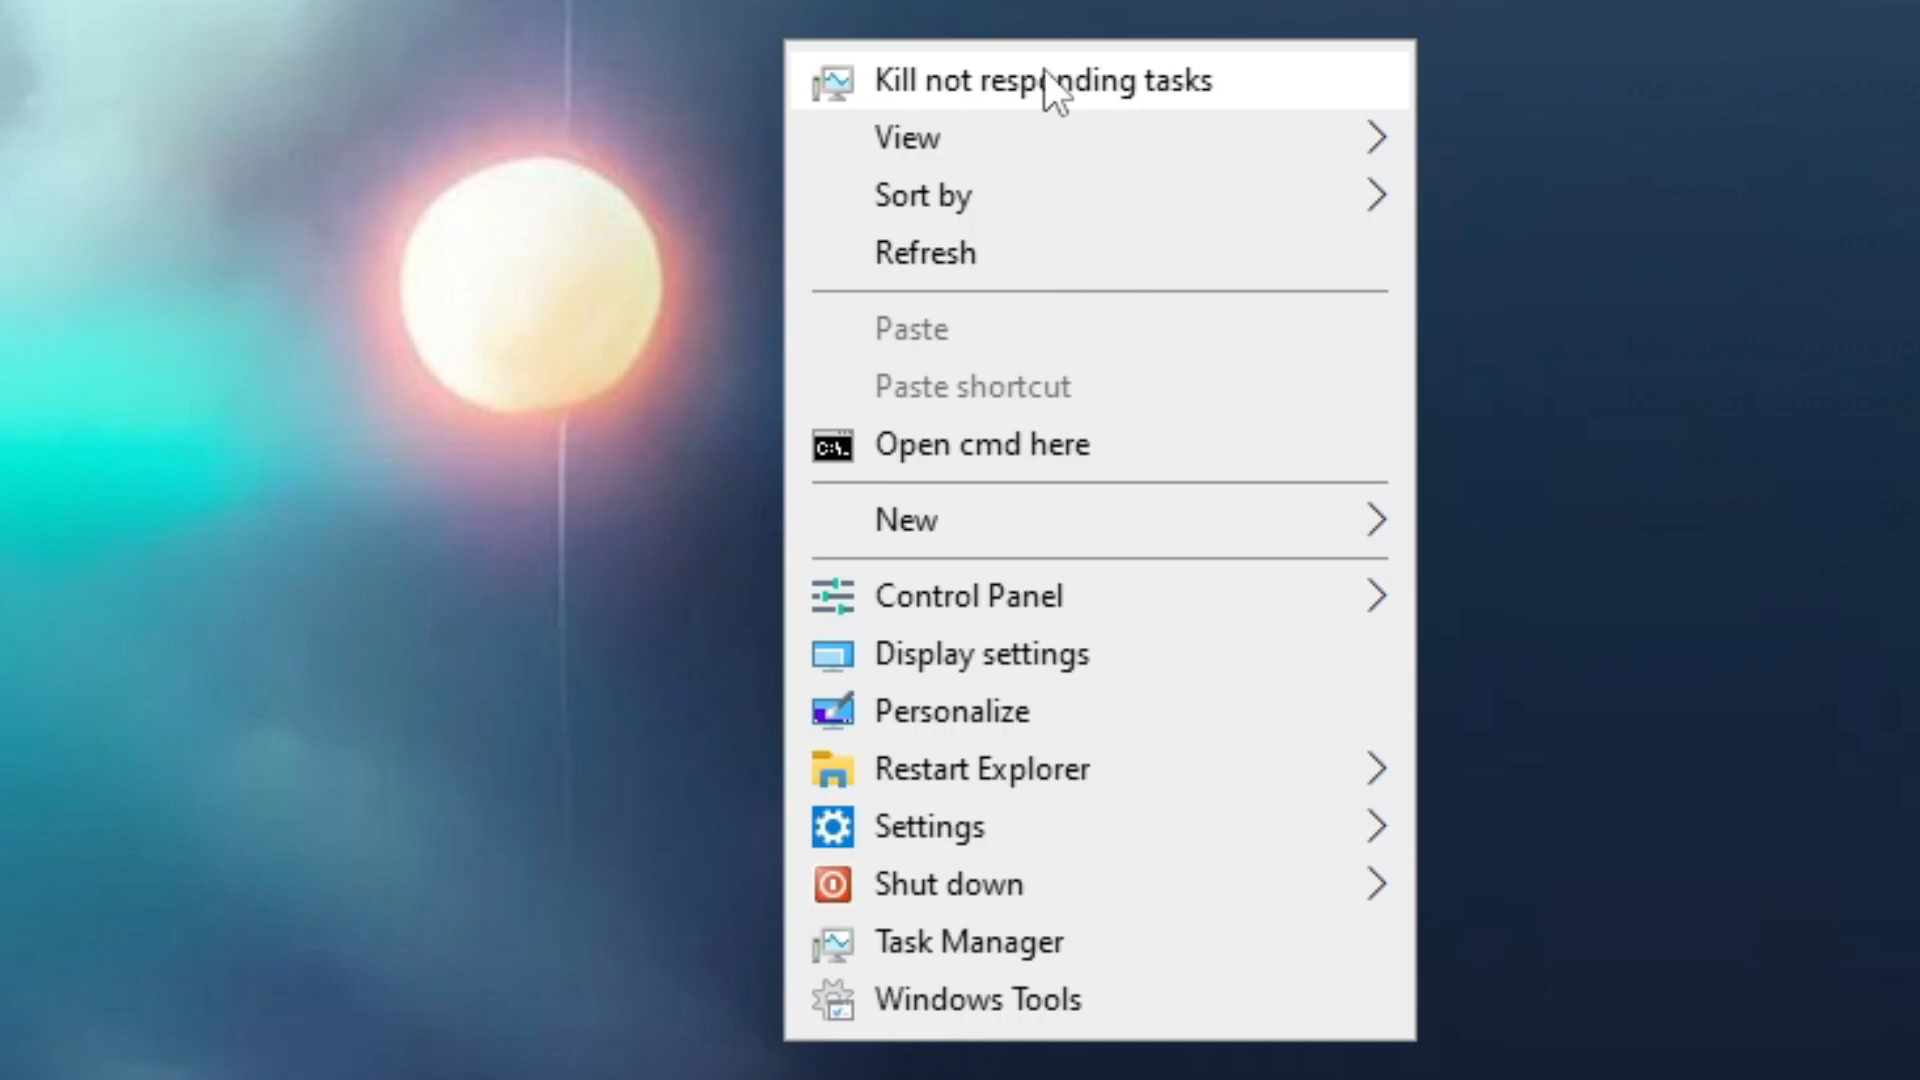 Kill not responding tasks
View
Sort by
Refresh
Paste
Paste shortcut
C:\.
Open cmd here
New
Control Panel
Display settings
Personalize
Restart Explorer
Settings
Shut down
Task Manager
Windows Tools